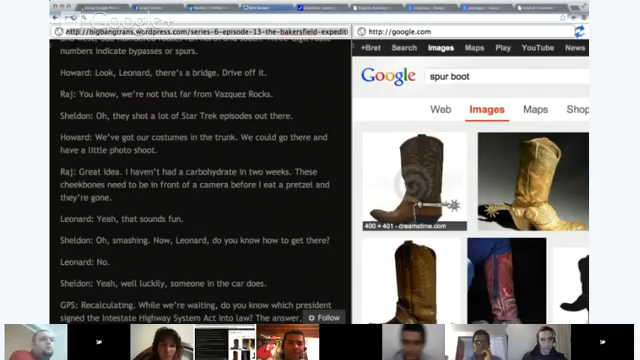 Google+
http://bigbangtrans.wordpress.com/series-6-episode-13-the-bakersfield-expediti
http://google.com
numbers indicate bypasses or spurs.
Howard: Look, Leonard, there's a bridge. Drive off it.
Raj: You know, we're not that far from Vazquez Rocks.
Sheldon: Oh, they shot a lot of Star Trek episodes out there.
Howard: We've got our costumes in the trunk. We could go there and
have a little photo shoot.
Raj: Great idea. I haven't had a carbohydrate in two weeks. These
cheekbones need to be in front of a camera before I eat a pretzel and
they're gone.
Leonard: Yeah, that sounds fun.
Sheldon: Oh, smashing. Now, Leonard, do you know how to get there?
Leonard: No.
Sheldon: Yeah, well luckily, someone in the car does.
GPS: Recalculating. While we're waiting, do you know which president
signed the Intestate Highway System Act into law? The answer,
Follow
+Bret Search Images Maps Play YouTube News
Google spur boot
Web Images Maps Shop
400 × 401 - dreamstime.com